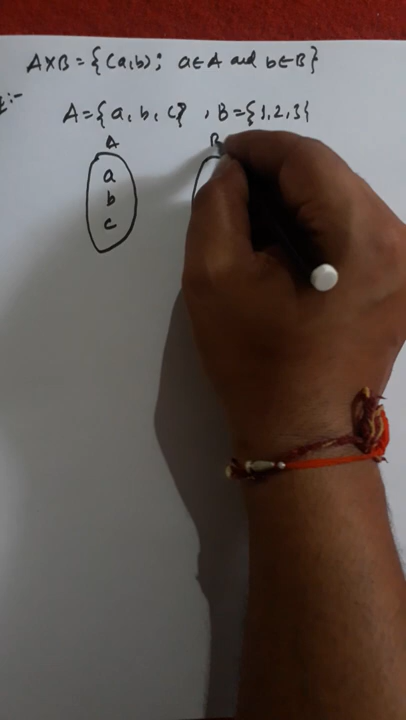 A×B = {(a,b); a∈A and b∈B}
:-
A={a, b, c} , B={1,2,3}
A B
a
b
c